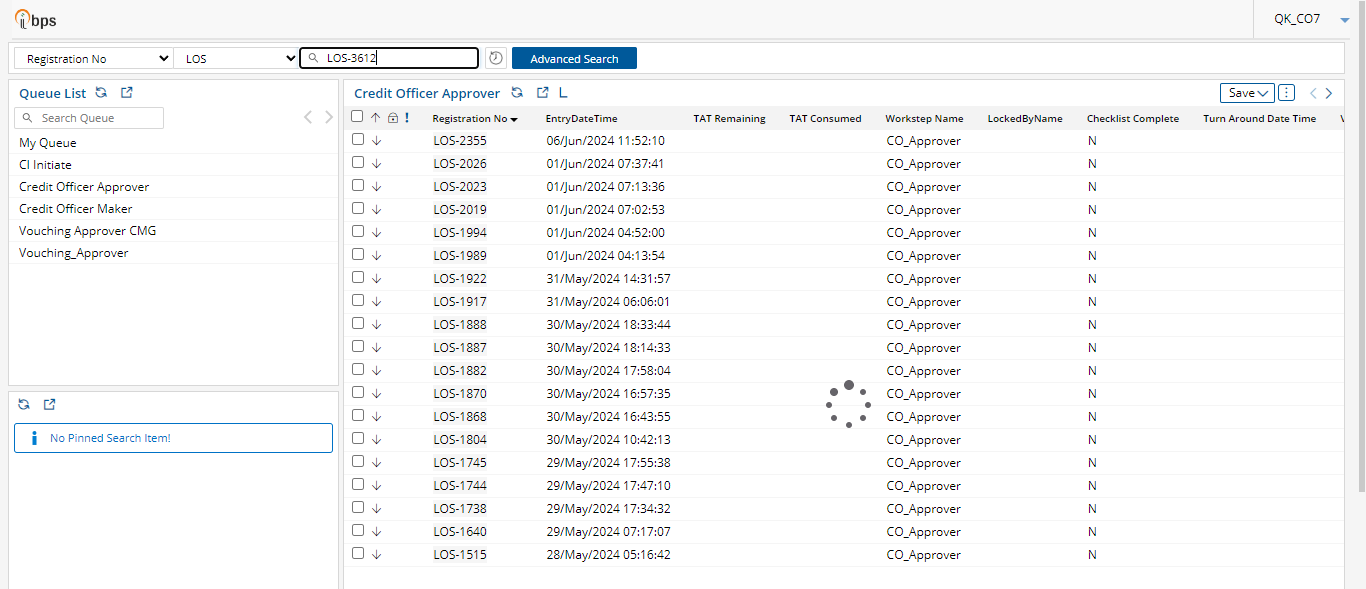 ibps QK_CO7
Registration No LOS LOS-3612 Advanced Search
Queue List
Search Queue
My Queue
CI Initiate
Credit Officer Approver
Credit Officer Maker
Vouching Approver CMG
Vouching_Approver
No Pinned Search Item!
Credit Officer Approver L Save
! Registration No EntryDateTime TAT Remaining TAT Consumed Workstep Name LockedByName Checklist Complete Turn Around Date Time
LOS-2355 06/Jun/2024 11:52:10 CO_Approver N
LOS-2026 01/Jun/2024 07:37:41 CO_Approver N
LOS-2023 01/Jun/2024 07:13:36 CO_Approver N
LOS-2019 01/Jun/2024 07:02:53 CO_Approver N
LOS-1994 01/Jun/2024 04:52:00 CO_Approver N
LOS-1989 01/Jun/2024 04:13:54 CO_Approver N
LOS-1922 31/May/2024 14:31:57 CO_Approver N
LOS-1917 31/May/2024 06:06:01 CO_Approver N
LOS-1888 30/May/2024 18:33:44 CO_Approver N
LOS-1887 30/May/2024 18:14:33 CO_Approver N
LOS-1882 30/May/2024 17:58:04 CO_Approver N
LOS-1870 30/May/2024 16:57:35 CO_Approver N
LOS-1868 30/May/2024 16:43:55 CO_Approver N
LOS-1804 30/May/2024 10:42:13 CO_Approver N
LOS-1745 29/May/2024 17:55:38 CO_Approver N
LOS-1744 29/May/2024 17:47:10 CO_Approver N
LOS-1738 29/May/2024 17:34:32 CO_Approver N
LOS-1640 29/May/2024 07:17:07 CO_Approver N
LOS-1515 28/May/2024 05:16:42 CO_Approver N